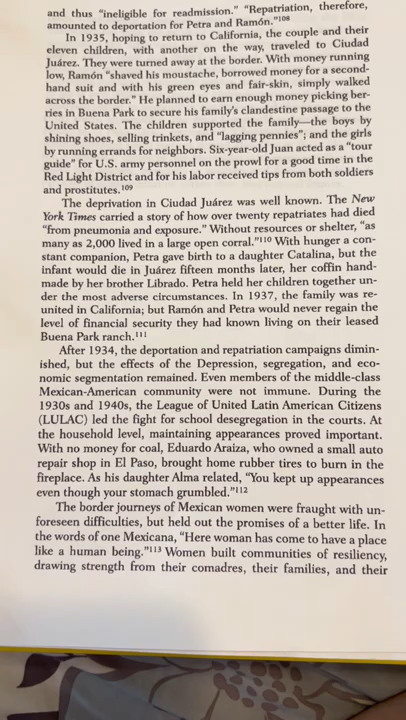 and thus "ineligible for readmission." "Repatriation, therefore,
amounted to deportation for Petra and Ramón."108
In 1935, hoping to return to California, the couple and their
eleven children, with another on the way, traveled to Ciudad
Juárez. They were turned away at the border. With money running
low, Ramón "shaved his moustache, borrowed money for a second-
hand suit and with his green eyes and fair-skin, simply walked
across the border." He planned to earn enough money picking ber-
ries in Buena Park to secure his family's clandestine passage to the
United States. The children supported the family—the boys by
shining shoes, selling trinkets, and "lagging pennies"; and the girls
by running errands for neighbors. Six-year-old Juan acted as a "tour
guide" for U.S. army personnel on the prowl for a good time in the
Red Light District and for his labor received tips from both soldiers
and prostitutes.109
The deprivation in Ciudad Juárez was well known. The New
York Times carried a story of how over twenty repatriates had died
"from pneumonia and exposure." Without resources or shelter, "as
many as 2,000 lived in a large open corral."110 With hunger a con-
stant companion, Petra gave birth to a daughter Catalina, but the
infant would die in Juárez fifteen months later, her coffin hand-
made by her brother Librado. Petra held her children together un-
der the most adverse circumstances. In 1937, the family was re-
united in California; but Ramón and Petra would never regain the
level of financial security they had known living on their leased
Buena Park ranch.111
After 1934, the deportation and repatriation campaigns dimin-
ished, but the effects of the Depression, segregation, and eco-
nomic segmentation remained. Even members of the middle-class
Mexican-American community were not immune. During the
1930s and 1940s, the League of United Latin American Citizens
(LULAC) led the fight for school desegregation in the courts. At
the household level, maintaining appearances proved important.
With no money for coal, Eduardo Araiza, who owned a small auto
repair shop in El Paso, brought home rubber tires to burn in the
fireplace. As his daughter Alma related, "You kept up appearances
even though your stomach grumbled."112
The border journeys of Mexican women were fraught with un-
foreseen difficulties, but held out the promises of a better life. In
the words of one Mexicana, "Here woman has come to have a place
like a human being."113 Women built communities of resiliency,
drawing strength from their comadres, their families, and their